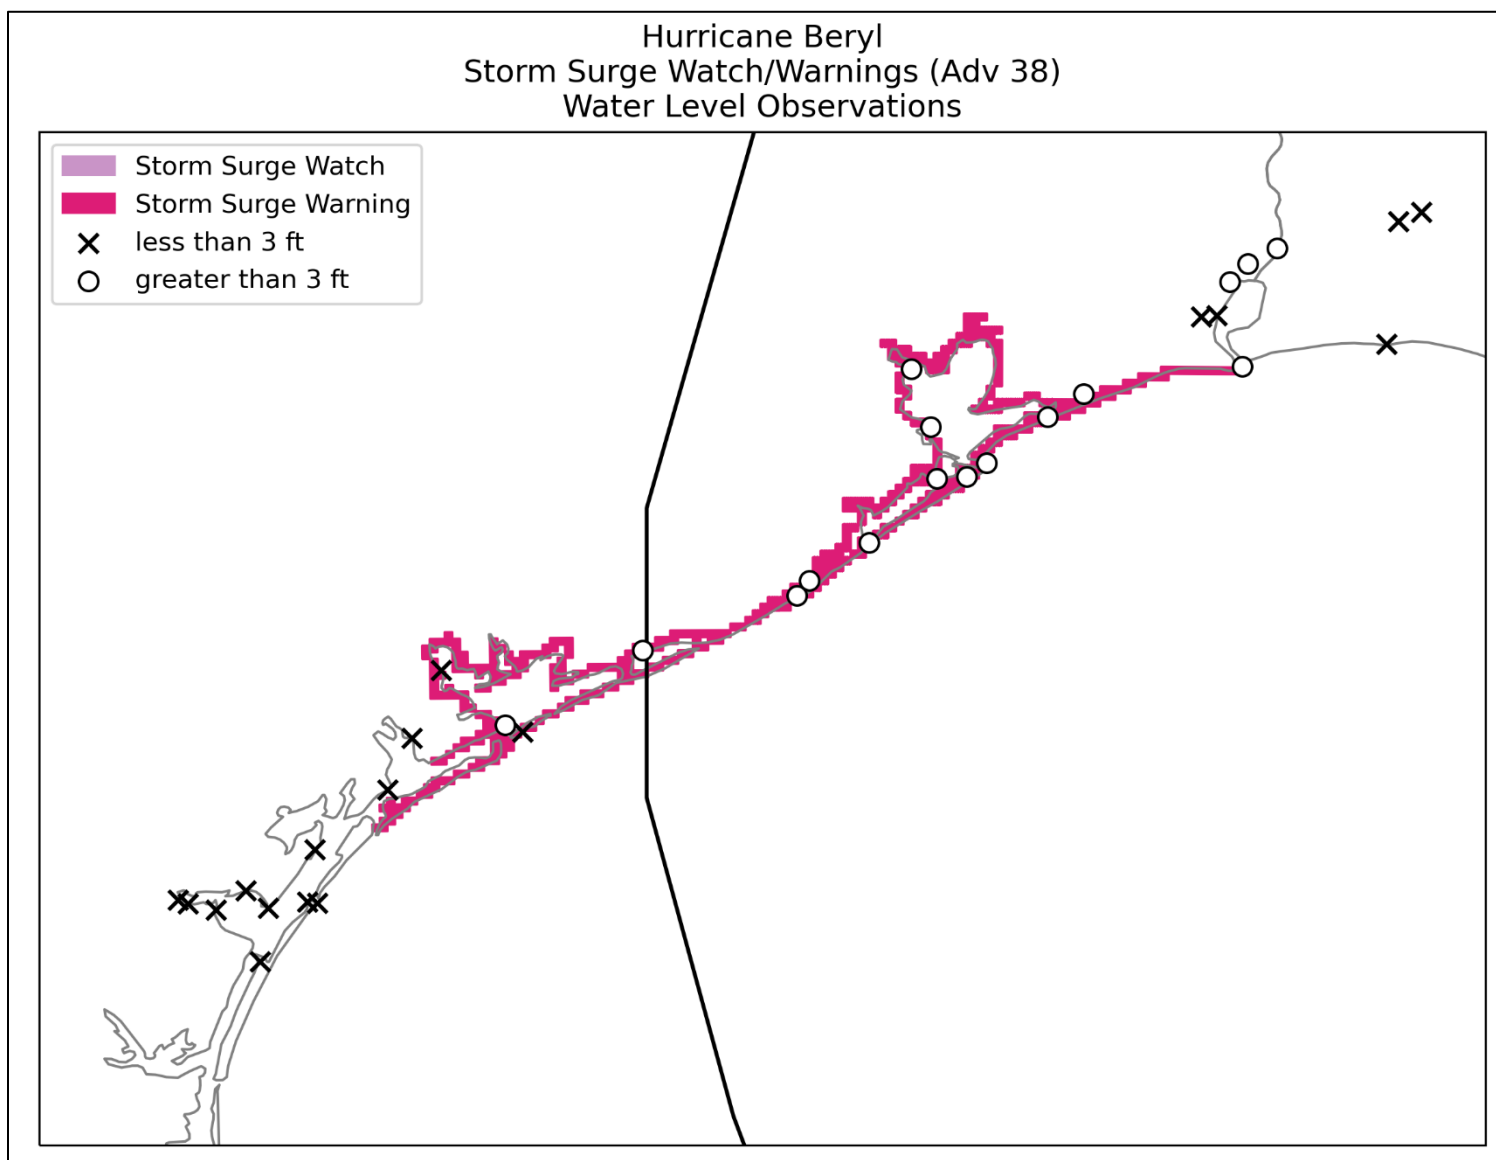 Hurricane Beryl
Storm Surge Watch/Warnings (Adv 38)
Water Level Observations
Storm Surge Watch
Storm Surge Warning
less than 3 ft
greater than 3 ft